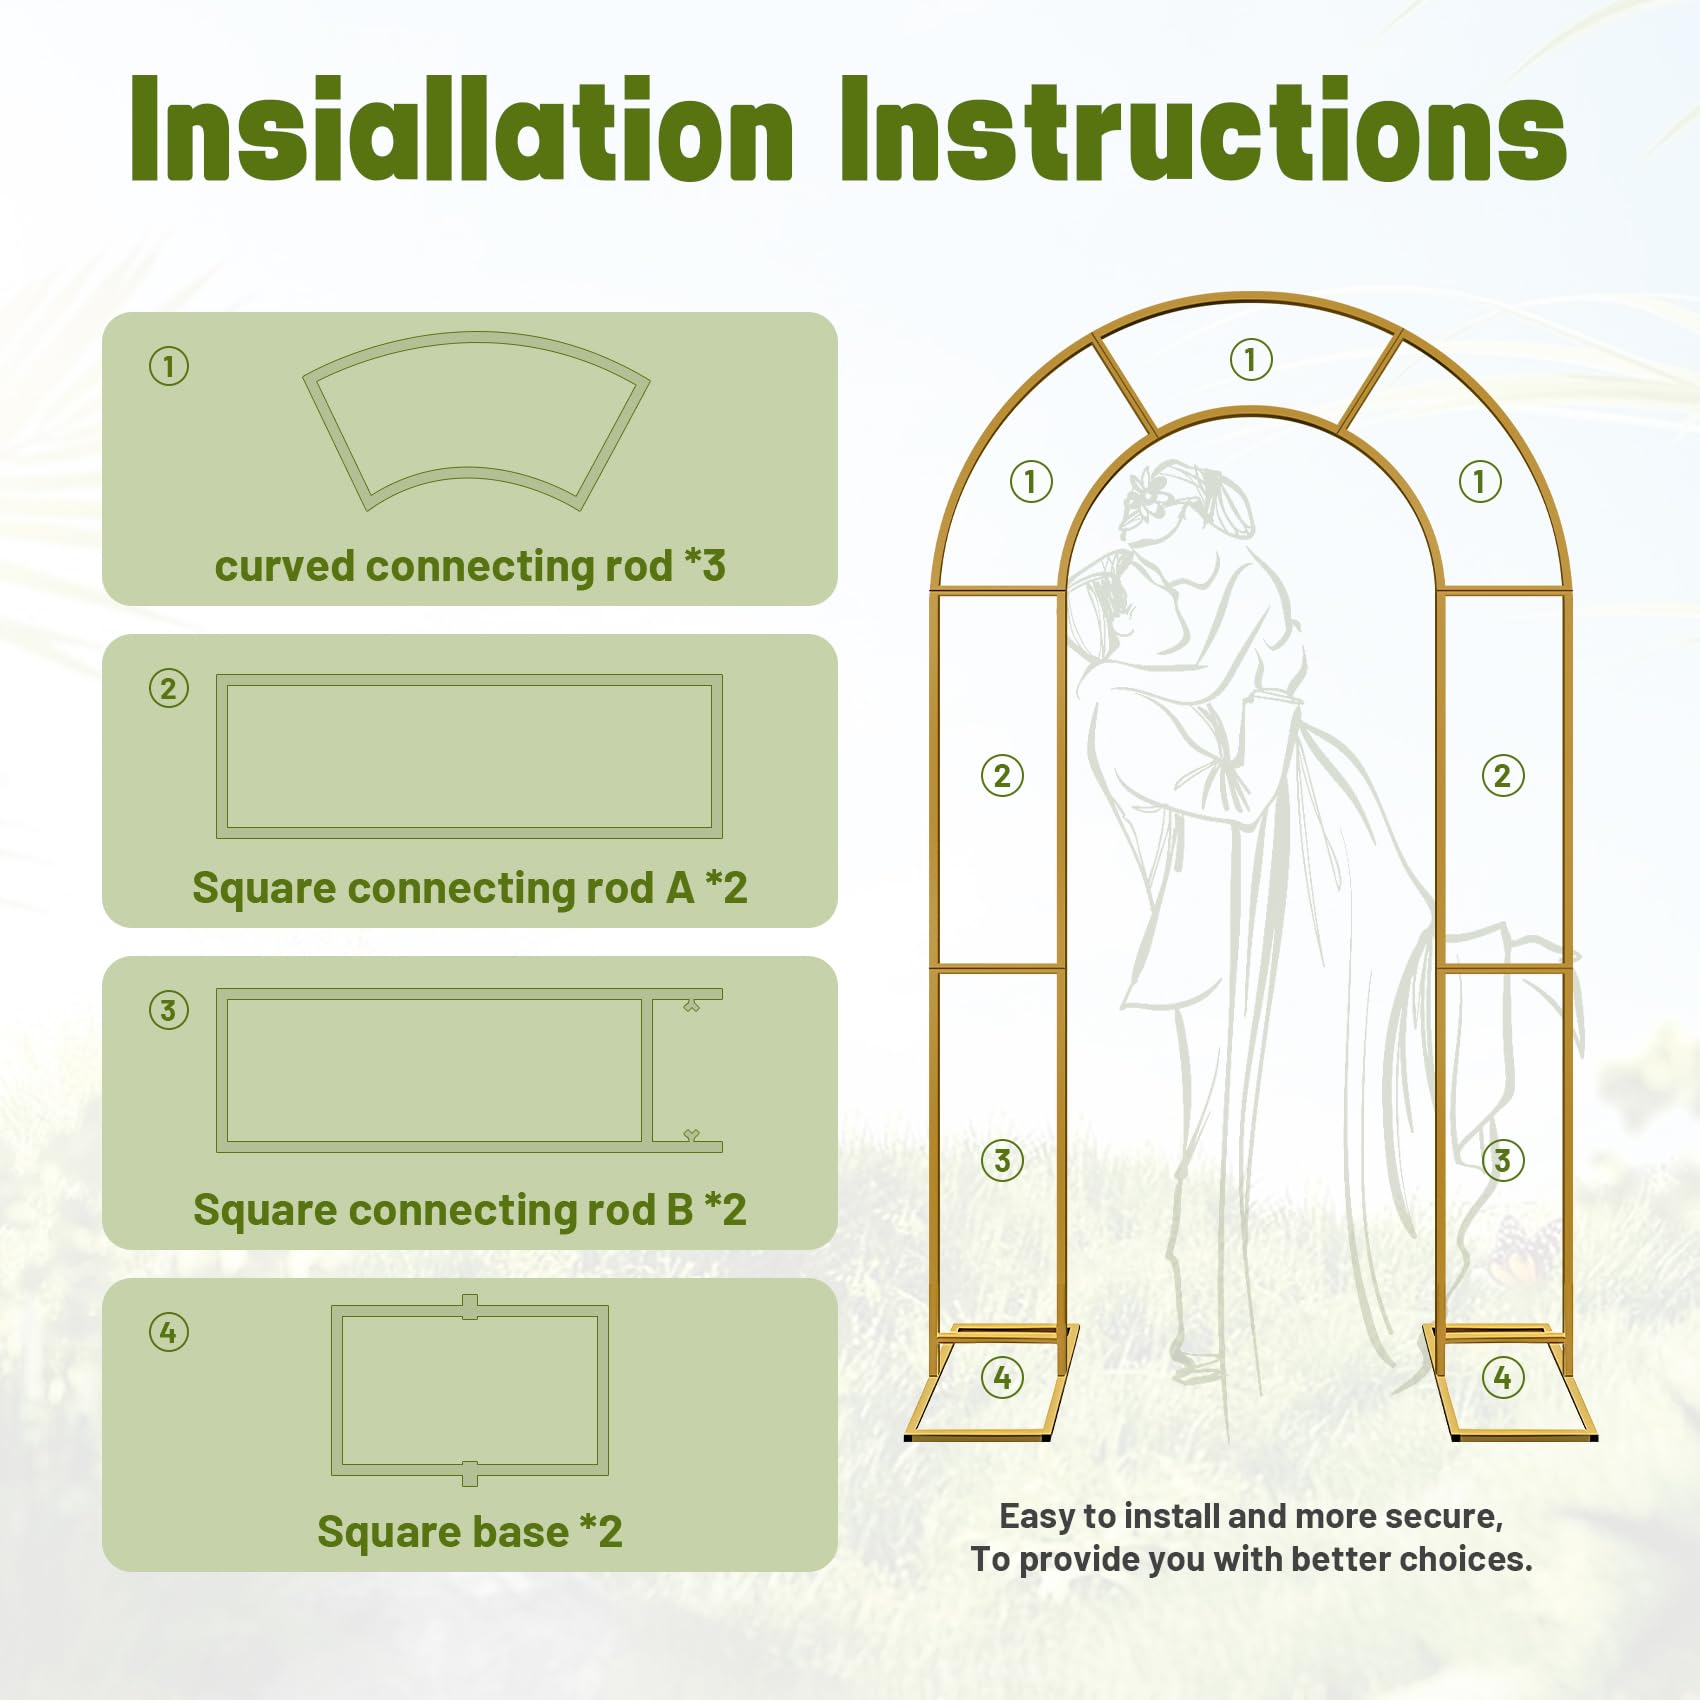 Insiallation Instructions
1
curved connecting rod *3
2
Square connecting rod A *2
3
Square connecting rod B *2
4
Square base *2
1
1
1
2
2
3
3
4
4
Easy to install and more secure,
To provide you with better choices.